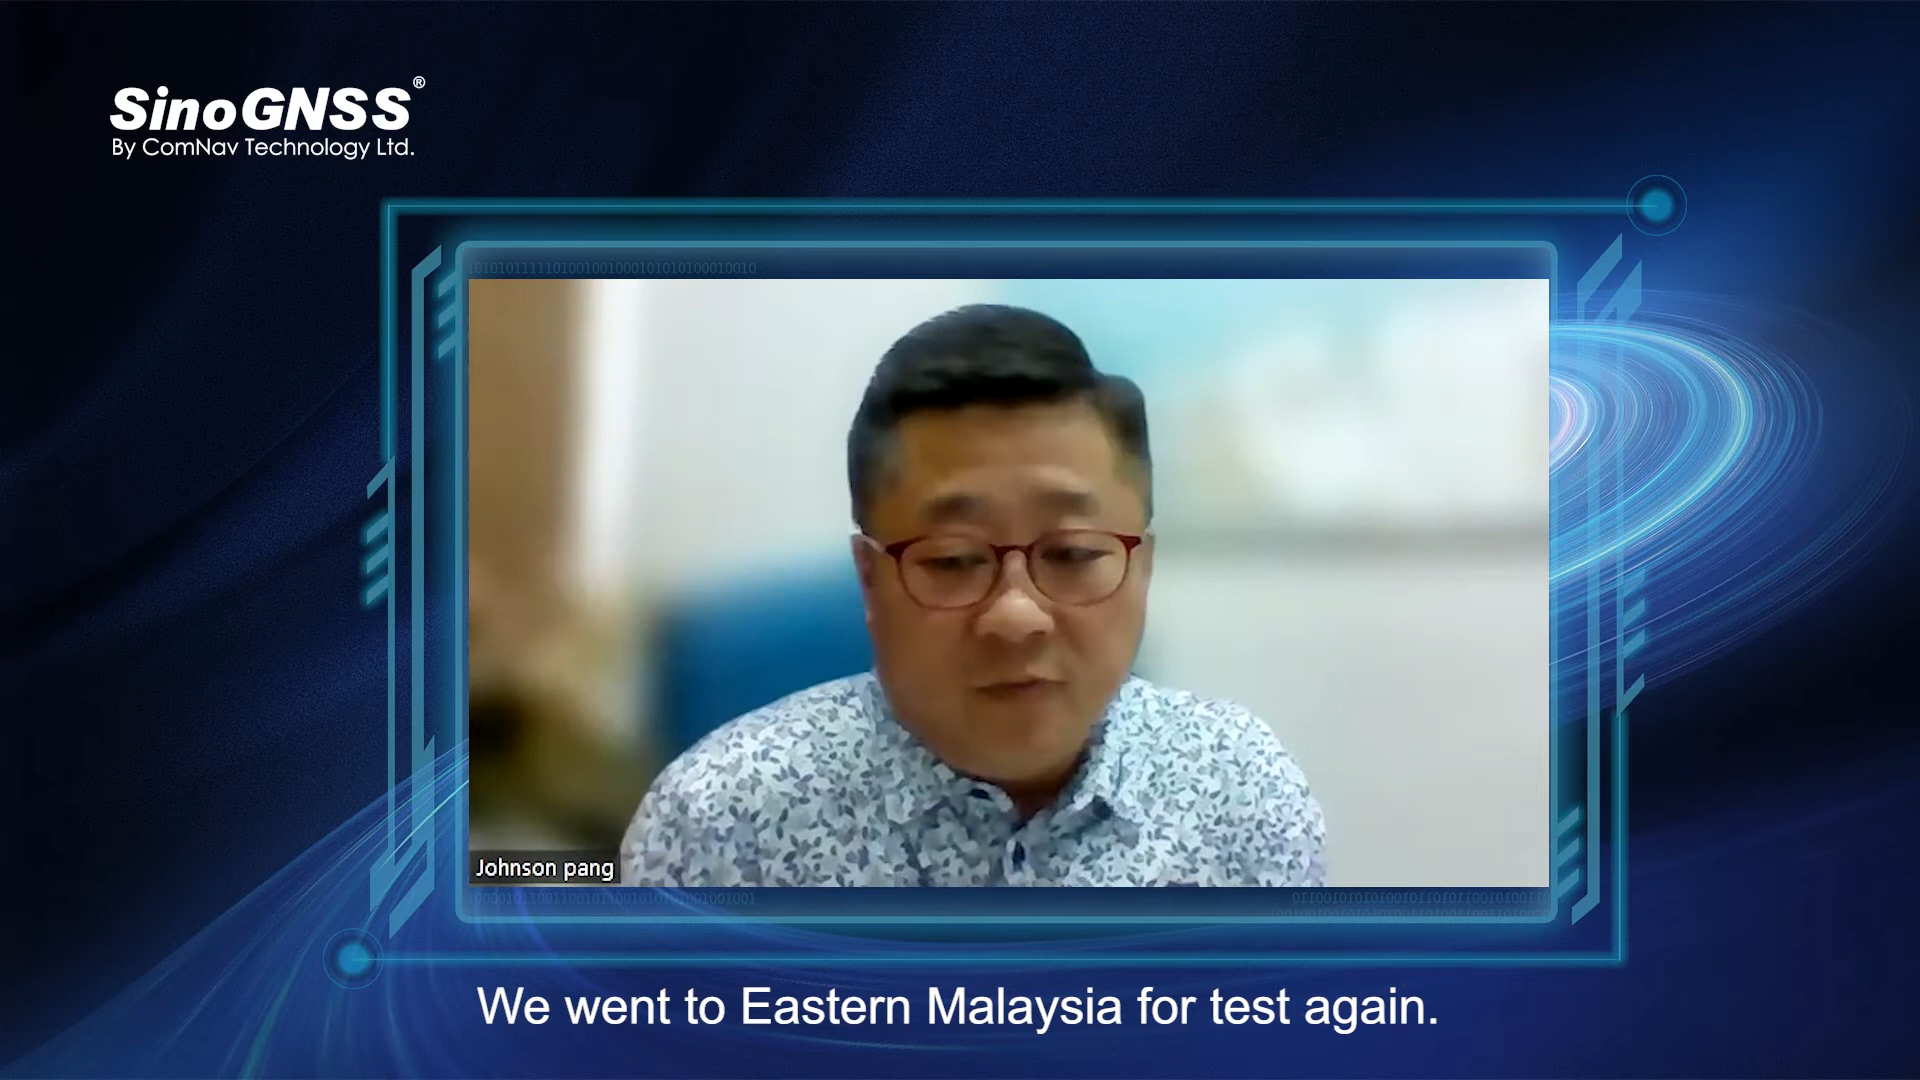 SinoGNSS®
By ComNav Technology Ltd.
Johnson pang
We went to Eastern Malaysia for test again.